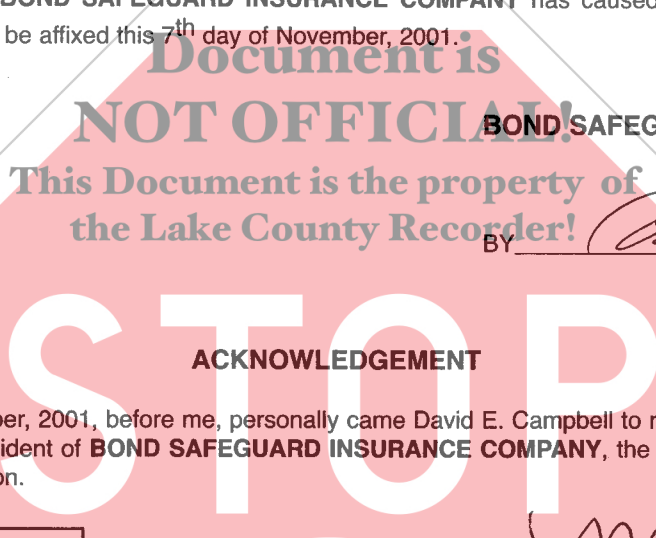 BOND SAFEGUARD INSURANCE COMPANY has caused
be affixed this 7th day of November, 2001.
Document is
NOT OFFICIAL!
BOND SAFEG
This Document is the property of
the Lake County Recorder!
BY
STOP
ACKNOWLEDGEMENT
ber, 2001, before me, personally came David E. Campbell to
ident of BOND SAFEGUARD INSURANCE COMPANY, the
on.